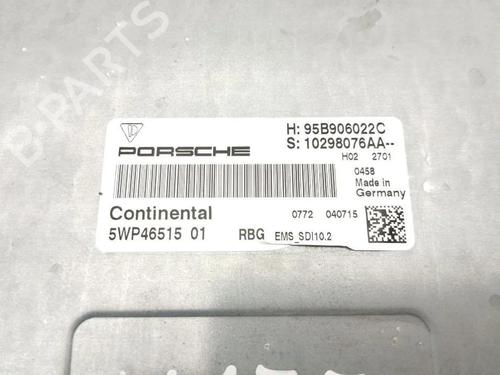 H: 95B906022C
PORSCHE
S: 10298076AA--
H02 2701
0458
Made in
Germany
Continental
0772 040715
5WP46515 01
RBG EMS_SDI10.2
B-PARTS